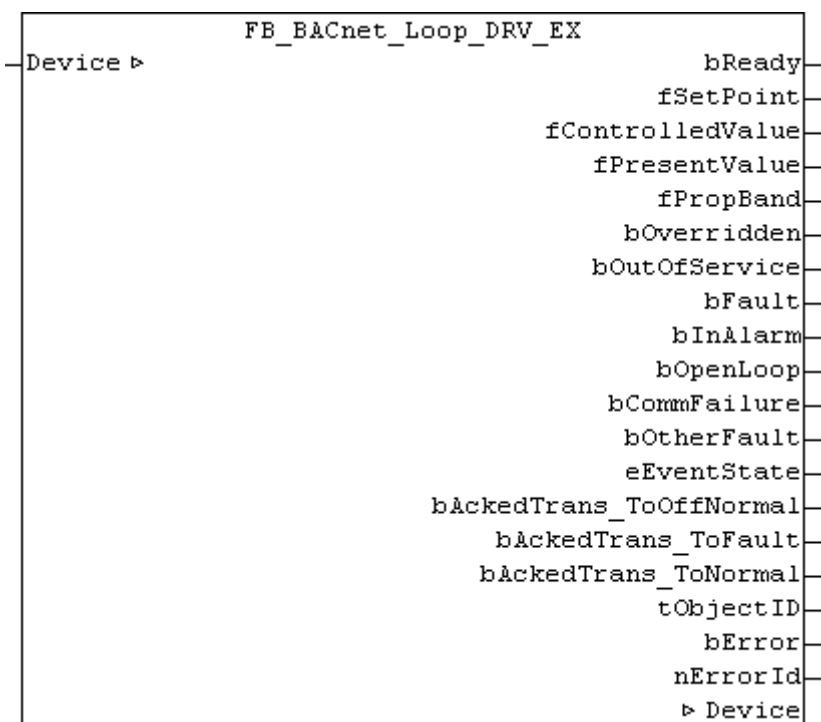 FB_BACnet_Loop_DRV_EX
Device ▷ bReady
fSetPoint
fControlledValue
fPresentValue
fPropBand
bOverridden
bOutOfService
bFault
bInAlarm
bOpenLoop
bCommFailure
bOtherFault
eEventState
bAckedTrans_ToOffNormal
bAckedTrans_ToFault
bAckedTrans_ToNormal
tObjectID
bError
nErrorId
▷ Device